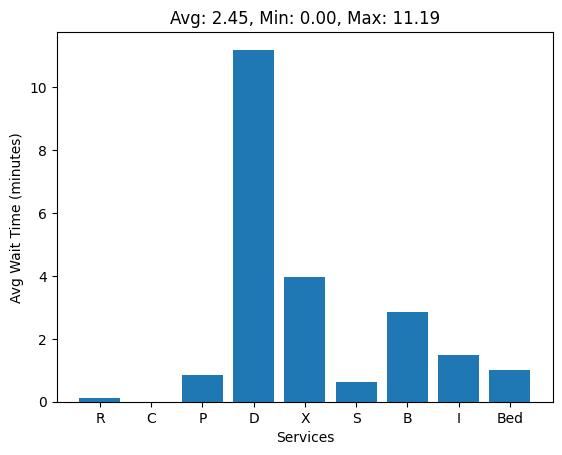 Avg: 2.45, Min: 0.00, Max: 11.19
Avg Wait Time (minutes)
10
8
6
4
2
0
R C P D X S B I Bed
Services